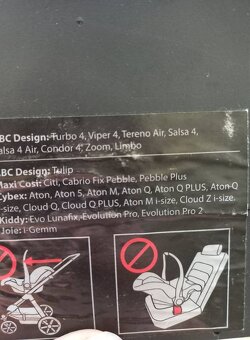 BC Design: Turbo 4, Viper 4, Tereno Air, Salsa 4,
alsa 4 Air, Condor 4, Zoom, Limbo
BC Design: Tulip
Maxi Cosi: Citi, Cabrio Fix Pebble, Pebble Plus
Cybex: Aton, Aton 5, Aton M, Aton Q, Aton Q PLUS, Aton Q
i-size, Cloud Q, Cloud Q PLUS, Aton M i-size, Cloud Z i-size.
Kiddy: Evo Lunafix, Evolution Pro, Evolution Pro 2
Joie: i-Gemm